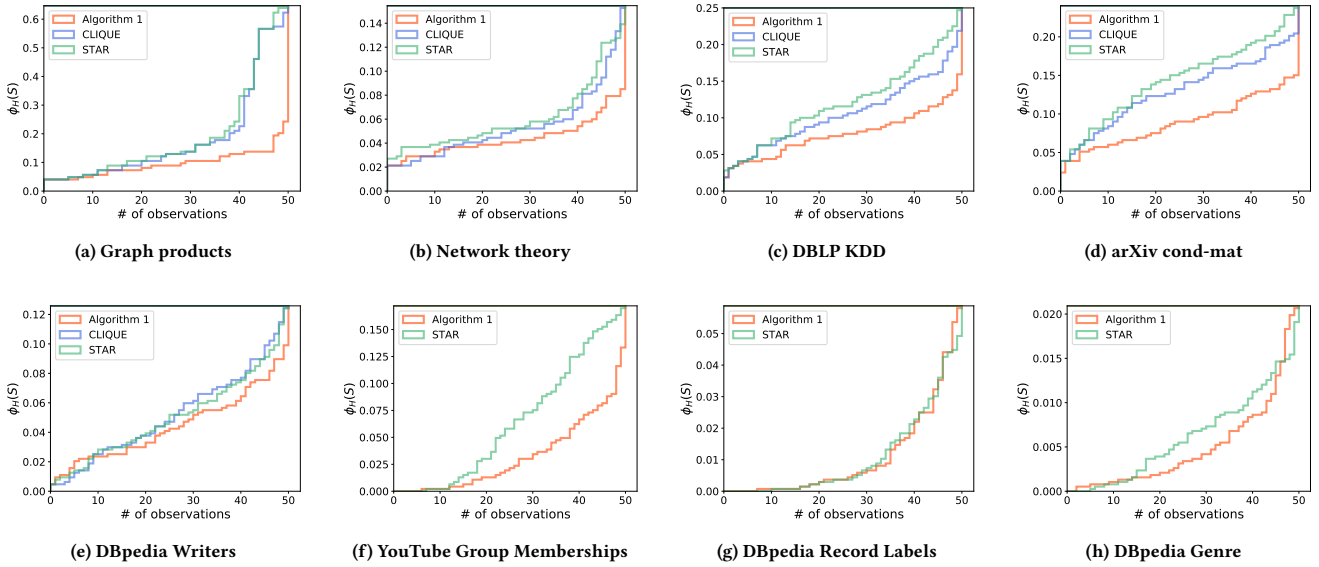 0.6
0.5
0.4
0.3
0.2
0.1
0.0
ϕH(S)
Algorithm 1
CLIQUE
STAR
0 10 20 30 40 50
# of observations
(a) Graph products
0.14
0.12
0.10
0.08
0.06
0.04
0.02
0.00
ϕH(S)
Algorithm 1
CLIQUE
STAR
0 10 20 30 40 50
# of observations
(b) Network theory
0.25
0.20
0.15
0.10
0.05
0.00
ϕH(S)
Algorithm 1
CLIQUE
STAR
0 10 20 30 40 50
# of observations
(c) DBLP KDD
0.20
0.15
0.10
0.05
0.00
ϕH(S)
Algorithm 1
CLIQUE
STAR
0 10 20 30 40 50
# of observations
(d) arXiv cond-mat
0.12
0.10
0.08
0.06
0.04
0.02
0.00
ϕH(S)
Algorithm 1
CLIQUE
STAR
0 10 20 30 40 50
# of observations
(e) DBpedia Writers
0.150
0.125
0.100
0.075
0.050
0.025
0.000
ϕH(S)
Algorithm 1
STAR
0 10 20 30 40 50
# of observations
(f) YouTube Group Memberships
0.05
0.04
0.03
0.02
0.01
0.00
ϕH(S)
Algorithm 1
STAR
0 10 20 30 40 50
# of observations
(g) DBpedia Record Labels
0.020
0.015
0.010
0.005
0.000
ϕH(S)
Algorithm 1
STAR
0 10 20 30 40 50
# of observations
(h) DBpedia Genre